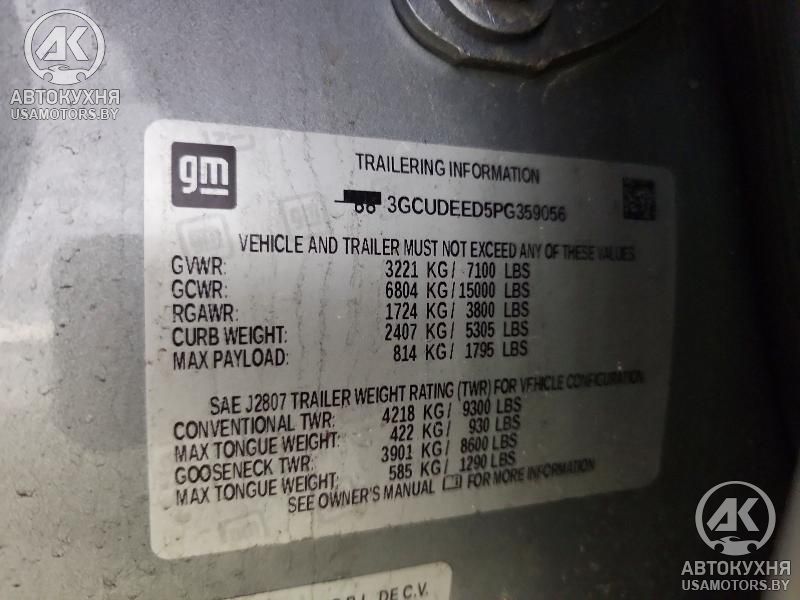 AK
АВТОКУХНЯ
USAMOTORS.BY
gm
TRAILERING INFORMATION
3GCUDEED5PG359056
VEHICLE AND TRAILER MUST NOT EXCEED ANY OF THESE VALUES
GVWR: 3221 KG/ 7100 LBS
GCWR: 6804 KG/15000 LBS
RGAWR: 1724 KG/ 3800 LBS
CURB WEIGHT: 2407 KG/ 5305 LBS
MAX PAYLOAD: 814 KG/ 1795 LBS
SAE J2807 TRAILER WEIGHT RATING (TWR) FOR VEHICLE CONFIGURATION
CONVENTIONAL TWR: 4218 KG/ 9300 LBS
MAX TONGUE WEIGHT: 422 KG/ 930 LBS
GOOSENECK TWR: 3901 KG/ 8600 LBS
MAX TONGUE WEIGHT: 585 KG/ 1290 LBS
SEE OWNER'S MANUAL FOR MORE INFORMATION
DE C.V.
AK
АВТОКУХНЯ
USAMOTORS.BY